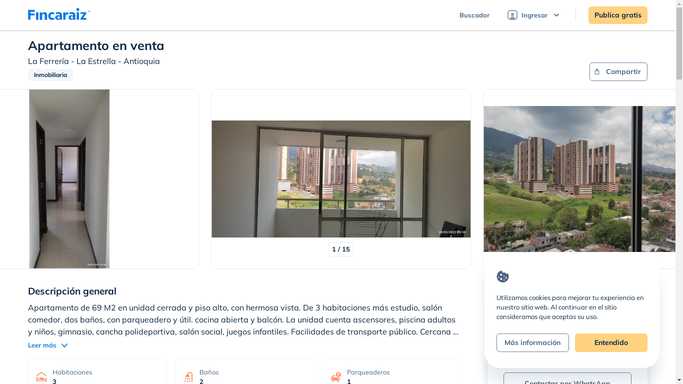 Fincaraiz
Buscador
Ingresar
Publica gratis
Apartamento en venta
La Ferrería - La Estrella - Antioquia
Inmobiliaria
Compartir
1 / 15
Descripción general
Apartamento de 69 M2 en unidad cerrada y piso alto, con hermosa vista. De 3 habitaciones más estudio, salón
comedor, dos baños, con parqueadero y útil. cocina abierta y balcón. La unidad cuenta ascensores, piscina adultos
y niños, gimnasio, cancha polideportiva, salón social, juegos infantiles. Facilidades de transporte público. Cercana ...
Leer más
Habitaciones
3
Baños
2
Parqueaderos
1
Utilizamos cookies para mejorar tu experiencia en
nuestro sitio web. Al continuar en el sitio
consideramos que aceptas su uso.
Más información
Entendido
Contactar por WhatsApp